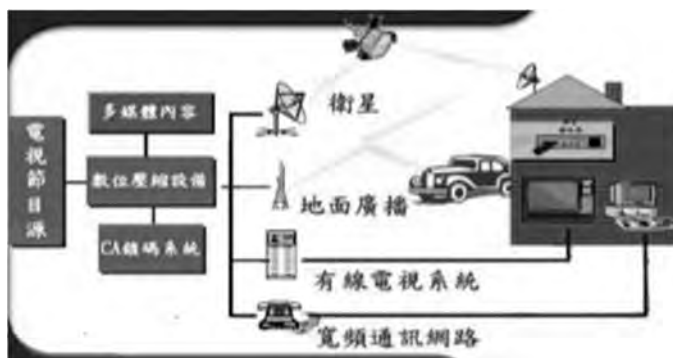 電視節目源
多媒體內容
數位壓縮設備
CA鎖碼系統
衛星
地面廣播
有線電視系統
寬頻通訊網路